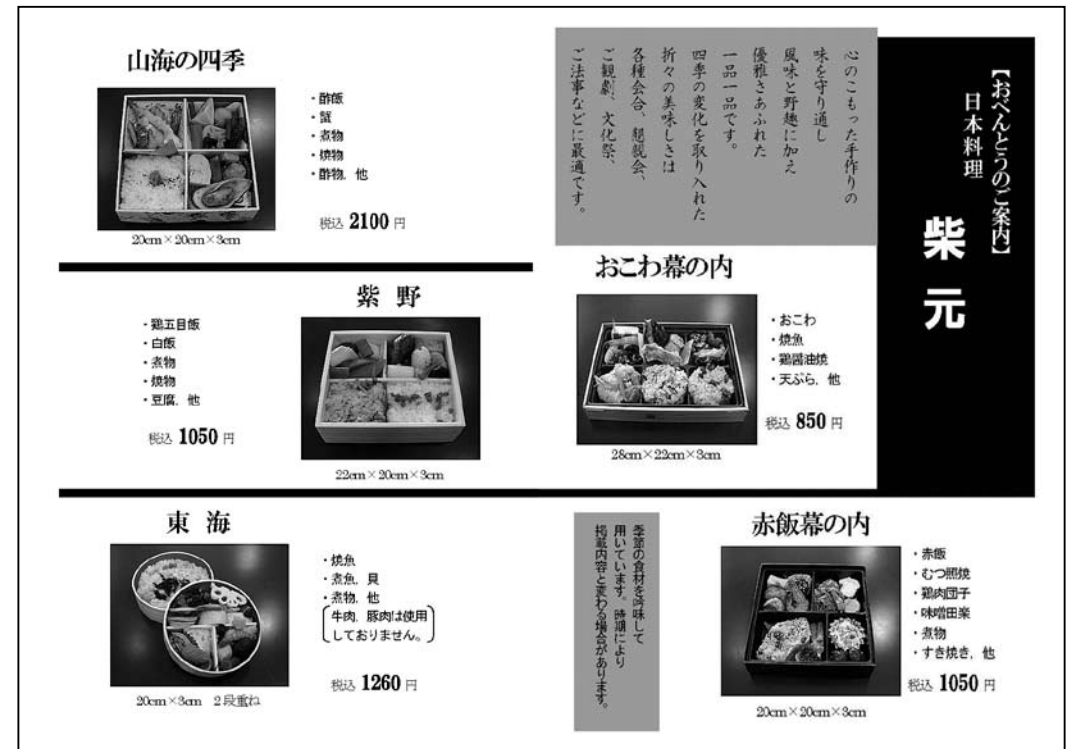 【おべんとうのご案内】
日本料理
柴元
心のこもった手作りの
味を守り通し
風味と野趣に加え
優雅さあふれた
一品一品です。
四季の変化を取り入れた
折々の美味しさは
各種会合、懇親会、
ご観劇、文化祭、
ご法事などに最適です。
おこわ幕の内
・おこわ
・焼魚
・鶏醤油焼
・天ぷら、他
税込 850 円
28cm×22cm×3cm
山海の四季
・酢飯
・蟹
・煮物
・焼物
・酢物、他
税込 2100 円
20cm×20cm×3cm
紫野
・鶏五目飯
・白飯
・煮物
・焼物
・豆腐、他
税込 1050 円
22cm×20cm×3cm
赤飯幕の内
・赤飯
・むつ照焼
・鶏肉団子
・味噌田楽
・煮物
・すき焼き、他
税込 1050 円
20cm×20cm×3cm
季節の食材を吟味して
用いています。時期により
掲載内容と変わる場合があります。
東海
・焼魚
・煮魚、貝
・煮物、他
牛肉、豚肉は使用
しておりません。
税込 1260 円
20cm×3cm 2段重ね